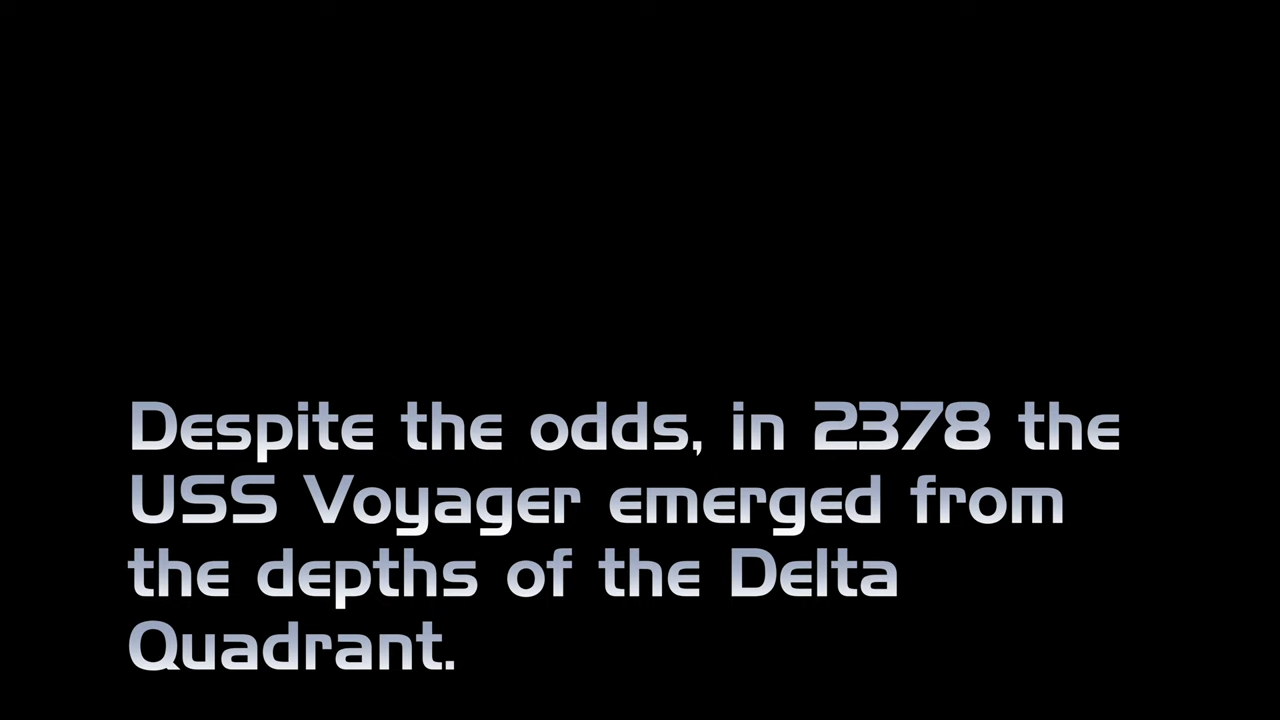 Despite the odds, in 2378 the
USS Voyager emerged from
the depths of the Delta
Quadrant.